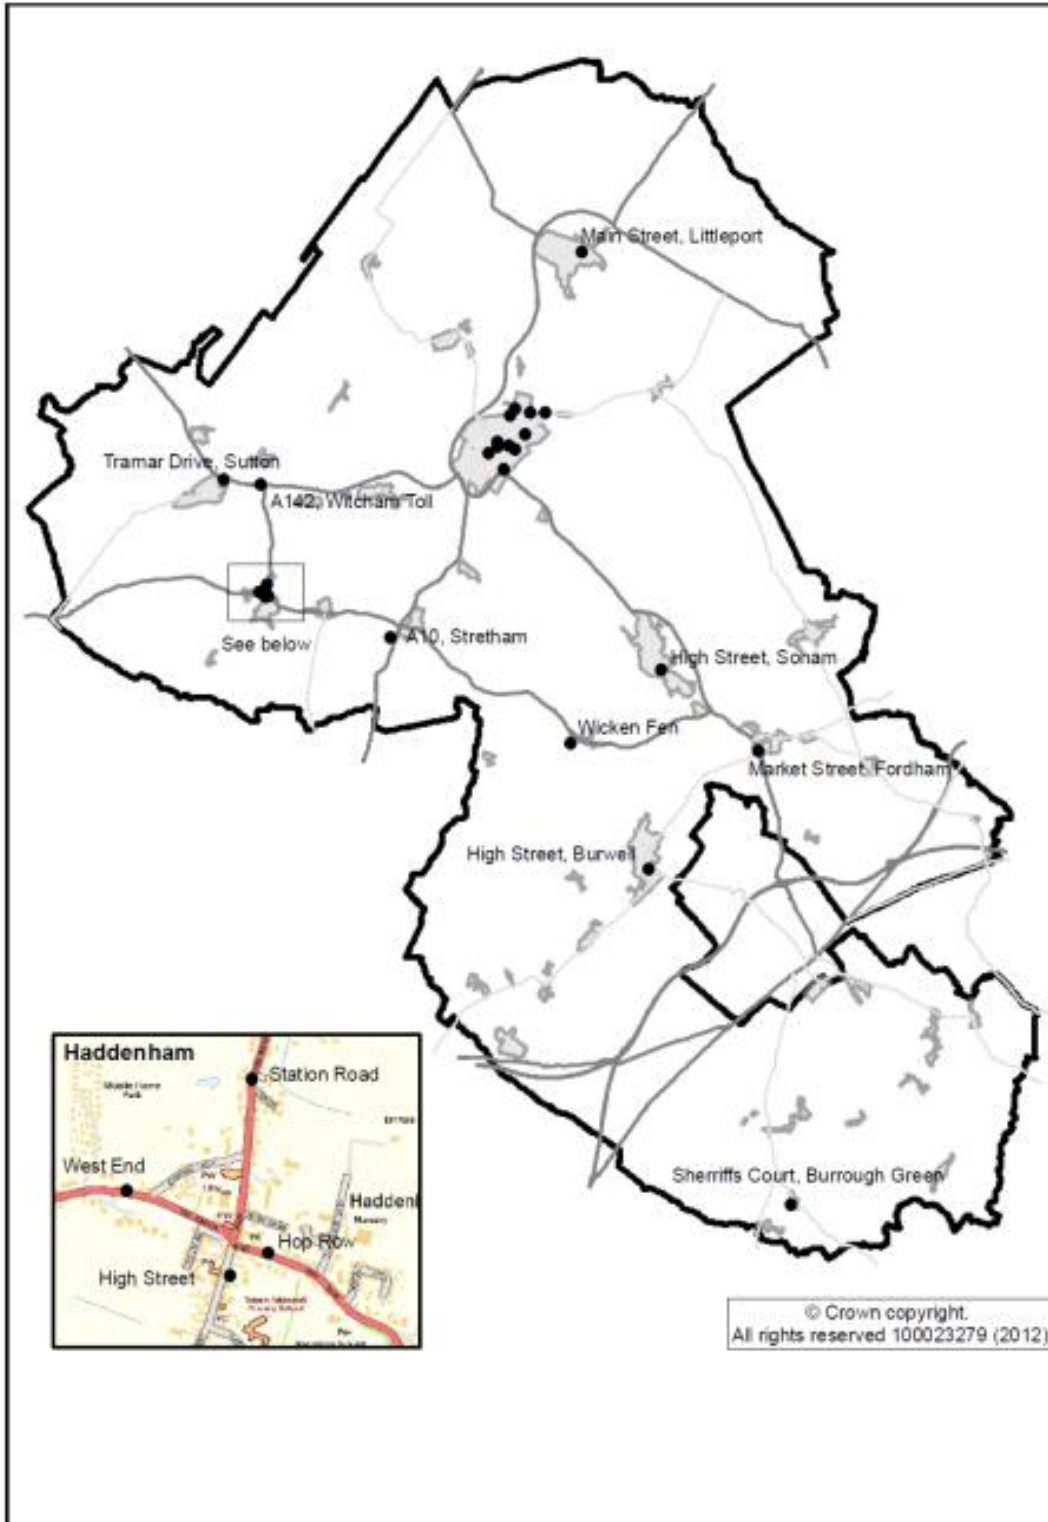 Main Street, Littleport
Tramar Drive, Sutton
A142, Witcham Toll
See below
A10, Stretham
High Street, Soham
Wicken Fen
Market Street, Fordham
High Street, Burwell
Haddenham
Station Road
West End
Haddenl
Hop Row
High Street
Sherriffs Court, Burrough Green
© Crown copyright.
All rights reserved 100023279 (2012)